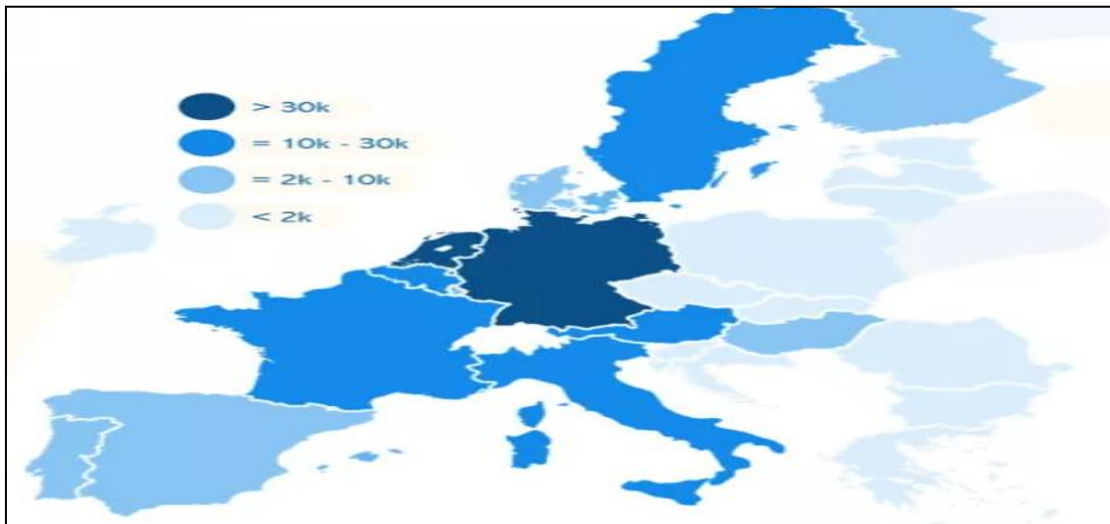 > 30k
= 10k - 30k
= 2k - 10k
< 2k